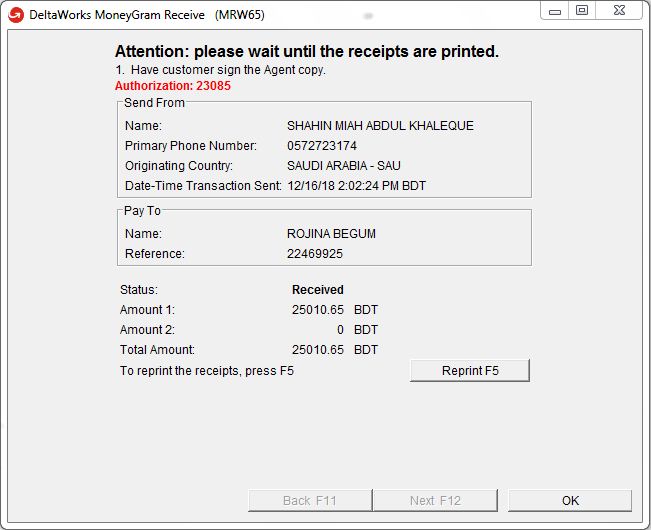 DeltaWorks MoneyGram Receive (MRW65)
Attention: please wait until the receipts are printed.
1. Have customer sign the Agent copy.
Authorization: 23085
Send From
Name: SHAHIN MIAH ABDUL KHALEQUE
Primary Phone Number: 0572723174
Originating Country: SAUDI ARABIA - SAU
Date-Time Transaction Sent: 12/16/18 2:02:24 PM BDT
Pay To
Name: ROJINA BEGUM
Reference: 22469925
Status: Received
Amount 1: 25010.65 BDT
Amount 2: 0 BDT
Total Amount: 25010.65 BDT
To reprint the receipts, press F5 Reprint F5
Back F11 Next F12 OK